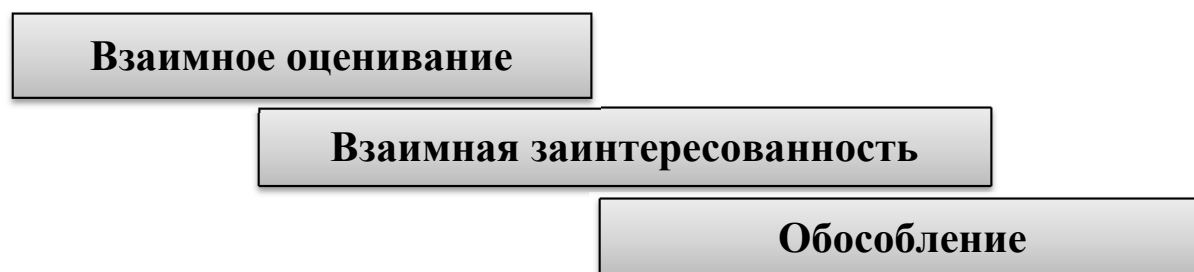 Взаимное оценивание
Взаимная заинтересованность
Обособление